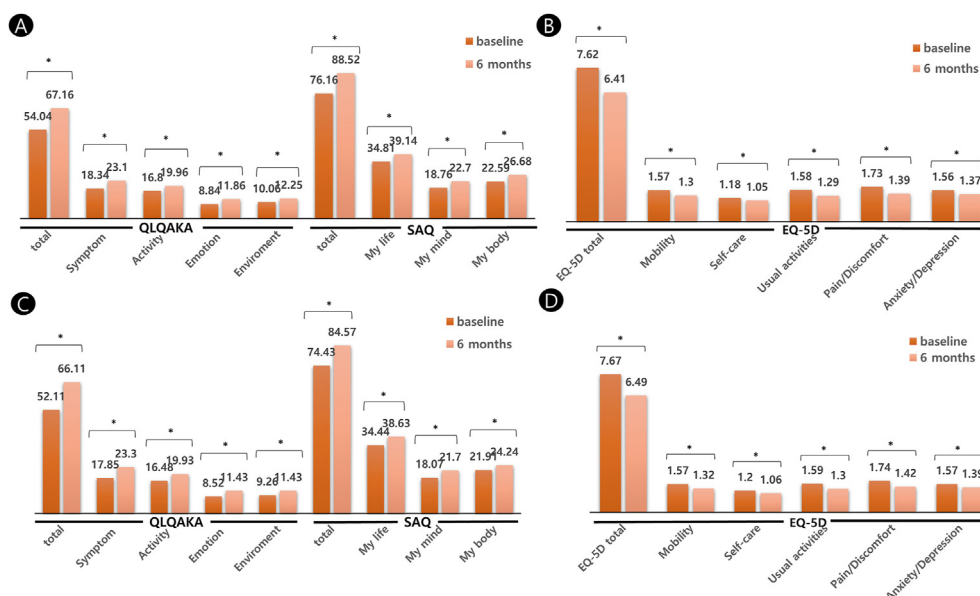 A
baseline
6 months
*
54.04
67.16
*
18.34
23.1
*
16.8
19.96
*
8.84
11.86
*
10.06
12.25
*
76.16
88.52
*
34.81
39.14
*
18.76
22.7
*
22.59
26.68
total
Symptom
Activity
Emotion
Enviroment
QLQAKA
total
My life
My mind
My body
SAQ
B
baseline
6 months
*
7.62
6.41
*
1.57
1.3
*
1.18
1.05
*
1.58
1.29
*
1.73
1.39
*
1.56
1.37
EQ-5D
EQ-5D total
Mobility
Self-care
Usual activities
Pain/Discomfort
Anxiety/Depression
C
baseline
6 months
*
52.11
66.11
*
17.85
23.3
*
16.48
19.93
*
8.52
11.43
*
9.26
11.43
*
74.43
84.57
*
34.44
38.63
*
18.07
21.7
*
21.91
24.24
total
Symptom
Activity
Emotion
Enviroment
QLQAKA
total
My life
My mind
My body
SAQ
D
baseline
6 months
*
7.67
6.49
*
1.57
1.32
*
1.2
1.06
*
1.59
1.3
*
1.74
1.42
*
1.57
1.39
EQ-5D
EQ-5D total
Mobility
Self-care
Usual activities
Pain/Discomfort
Anxiety/Depression